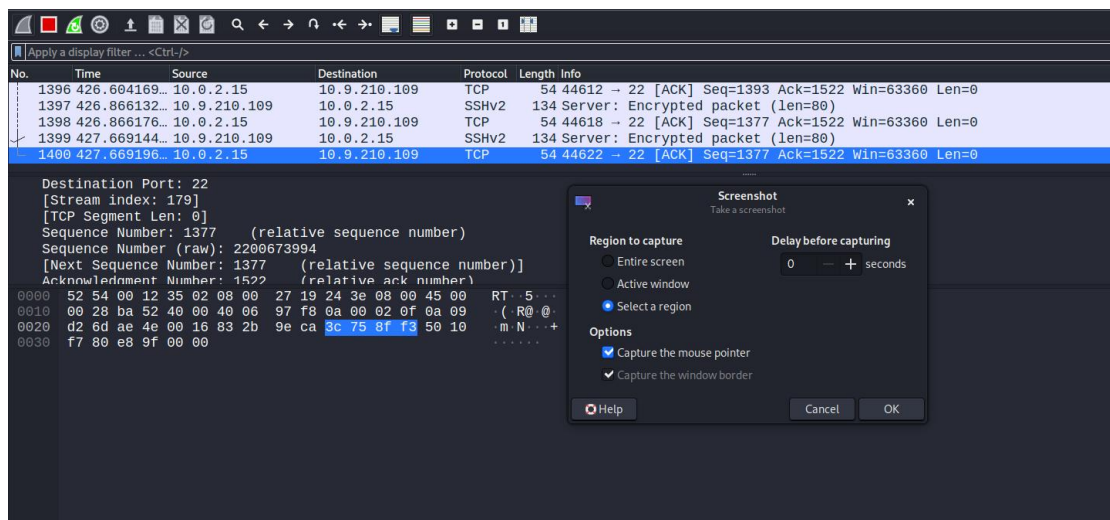 Apply a display filter … <Ctrl-/>
No. Time Source Destination Protocol Length Info
1396 426.604169… 10.0.2.15 10.9.210.109 TCP 54 44612 → 22 [ACK] Seq=1393 Ack=1522 Win=63360 Len=0
1397 426.866132… 10.9.210.109 10.0.2.15 SSHv2 134 Server: Encrypted packet (len=80)
1398 426.866176… 10.0.2.15 10.9.210.109 TCP 54 44618 → 22 [ACK] Seq=1377 Ack=1522 Win=63360 Len=0
1399 427.669144… 10.9.210.109 10.0.2.15 SSHv2 134 Server: Encrypted packet (len=80)
1400 427.669196… 10.0.2.15 10.9.210.109 TCP 54 44622 → 22 [ACK] Seq=1377 Ack=1522 Win=63360 Len=0
Destination Port: 22
[Stream index: 179]
[TCP Segment Len: 0]
Sequence Number: 1377 (relative sequence number)
Sequence Number (raw): 2200673994
[Next Sequence Number: 1377 (relative sequence number)]
Acknowledgment Number: 1522 (relative ack number)
0000 52 54 00 12 35 02 08 00 27 19 24 3e 08 00 45 00 RT··5···
0010 00 28 ba 52 40 00 40 06 97 f8 0a 00 02 0f 0a 09 ·(·R@·@·
0020 d2 6d ae 4e 00 16 83 2b 9e ca 3c 75 8f f3 50 10 ·m·N···+
0030 f7 80 e8 9f 00 00 ······
Screenshot
Take a screenshot
Region to capture
Entire screen
Active window
Select a region
Delay before capturing
0 − + seconds
Options
Capture the mouse pointer
Capture the window border
Help
Cancel
OK